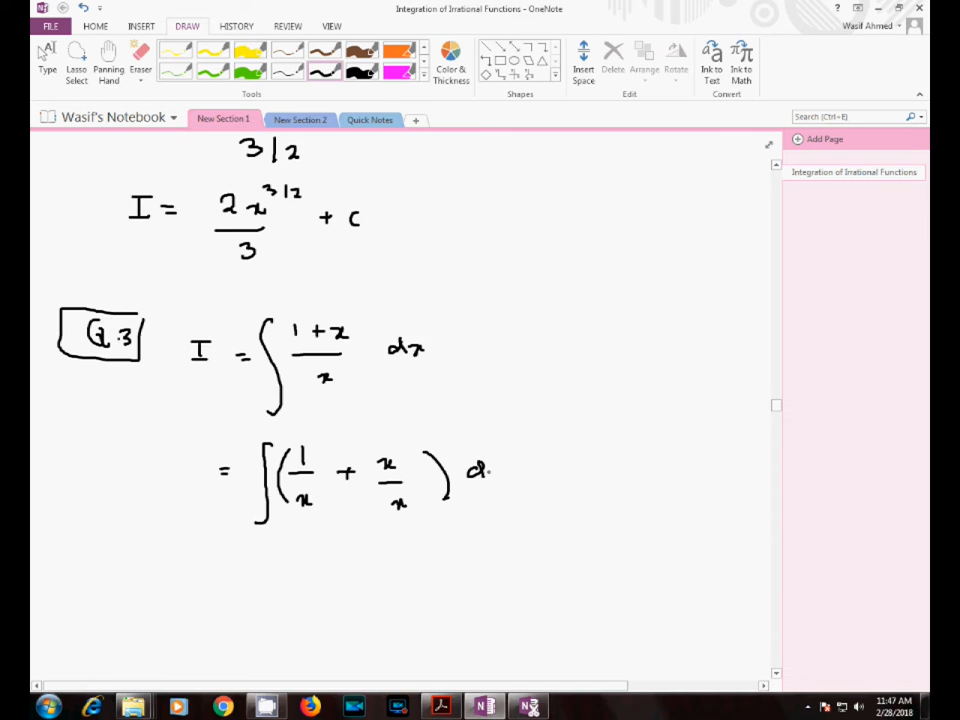 Integration of Irrational Functions - OneNote
FILE HOME INSERT DRAW HISTORY REVIEW VIEW
Wasif Ahmed
Type Lasso Select Panning Hand Eraser
Color & Thickness
Insert Space Delete Arrange Rotate
Ink to Text Ink to Math
Tools Shapes Edit Convert
Wasif's Notebook New Section 1 New Section 2 Quick Notes + Search (Ctrl+E)
Add Page
Integration of Irrational Functions
3/2
I = 2x^3/2 / 3 + c
Q.3 I = ∫ (1 + x)/x dx
= ∫ (1/x + x/x) d
11:47 AM
2/28/2018